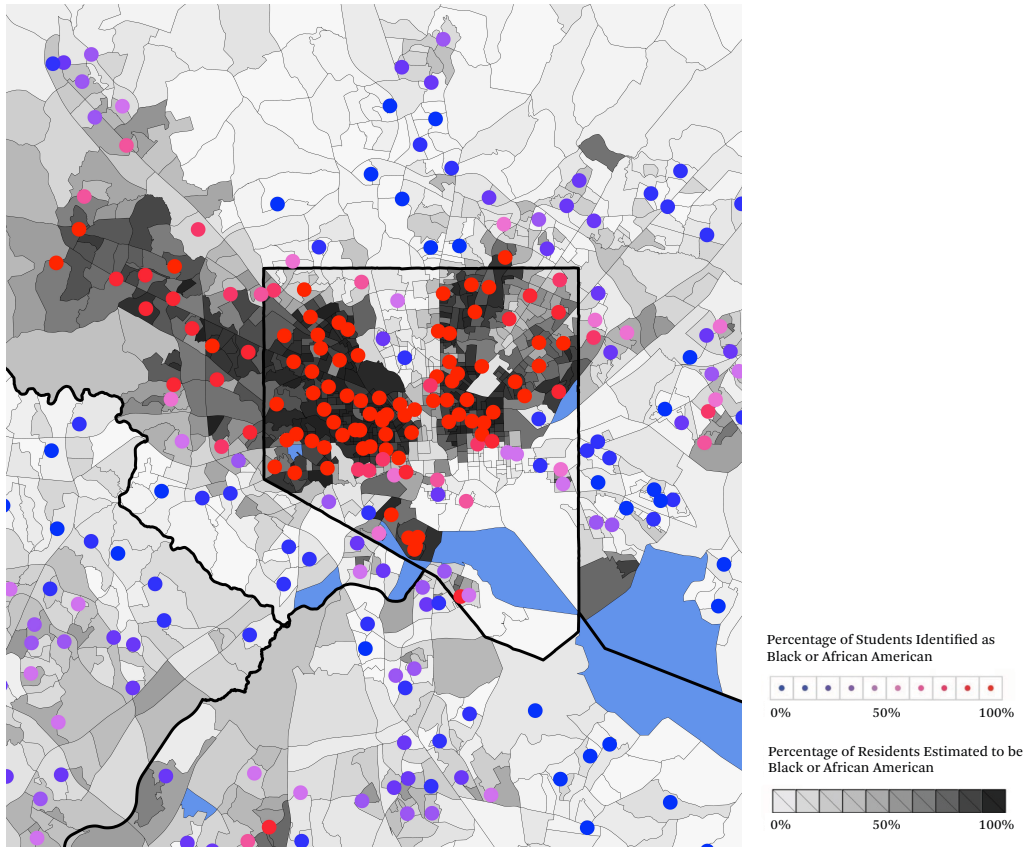 Percentage of Students Identified as
Black or African American
0% 50% 100%
Percentage of Residents Estimated to be
Black or African American
0% 50% 100%